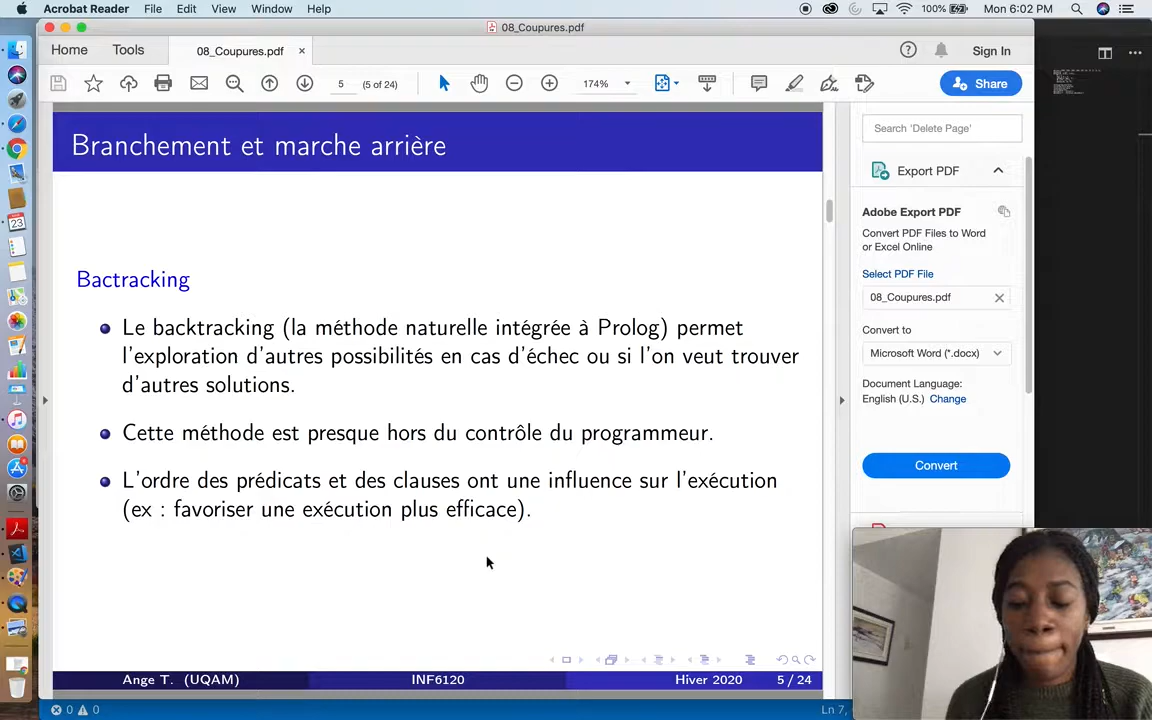 Acrobat Reader File Edit View Window Help 100% Mon 6:02 PM
08_Coupures.pdf
Home Tools 08_Coupures.pdf × Sign In
5 (5 of 24) 174% Share
Branchement et marche arrière
Bactracking
Le backtracking (la méthode naturelle intégrée à Prolog) permet
l'exploration d'autres possibilités en cas d'échec ou si l'on veut trouver
d'autres solutions.
Cette méthode est presque hors du contrôle du programmeur.
L'ordre des prédicats et des clauses ont une influence sur l'exécution
(ex : favoriser une exécution plus efficace).
Ange T. (UQAM) INF6120 Hiver 2020 5 / 24
Search 'Delete Page'
Export PDF
Adobe Export PDF
Convert PDF Files to Word
or Excel Online
Select PDF File
08_Coupures.pdf
Convert to
Microsoft Word (*.docx)
Document Language:
English (U.S.) Change
Convert
23
0 0 Ln 7,